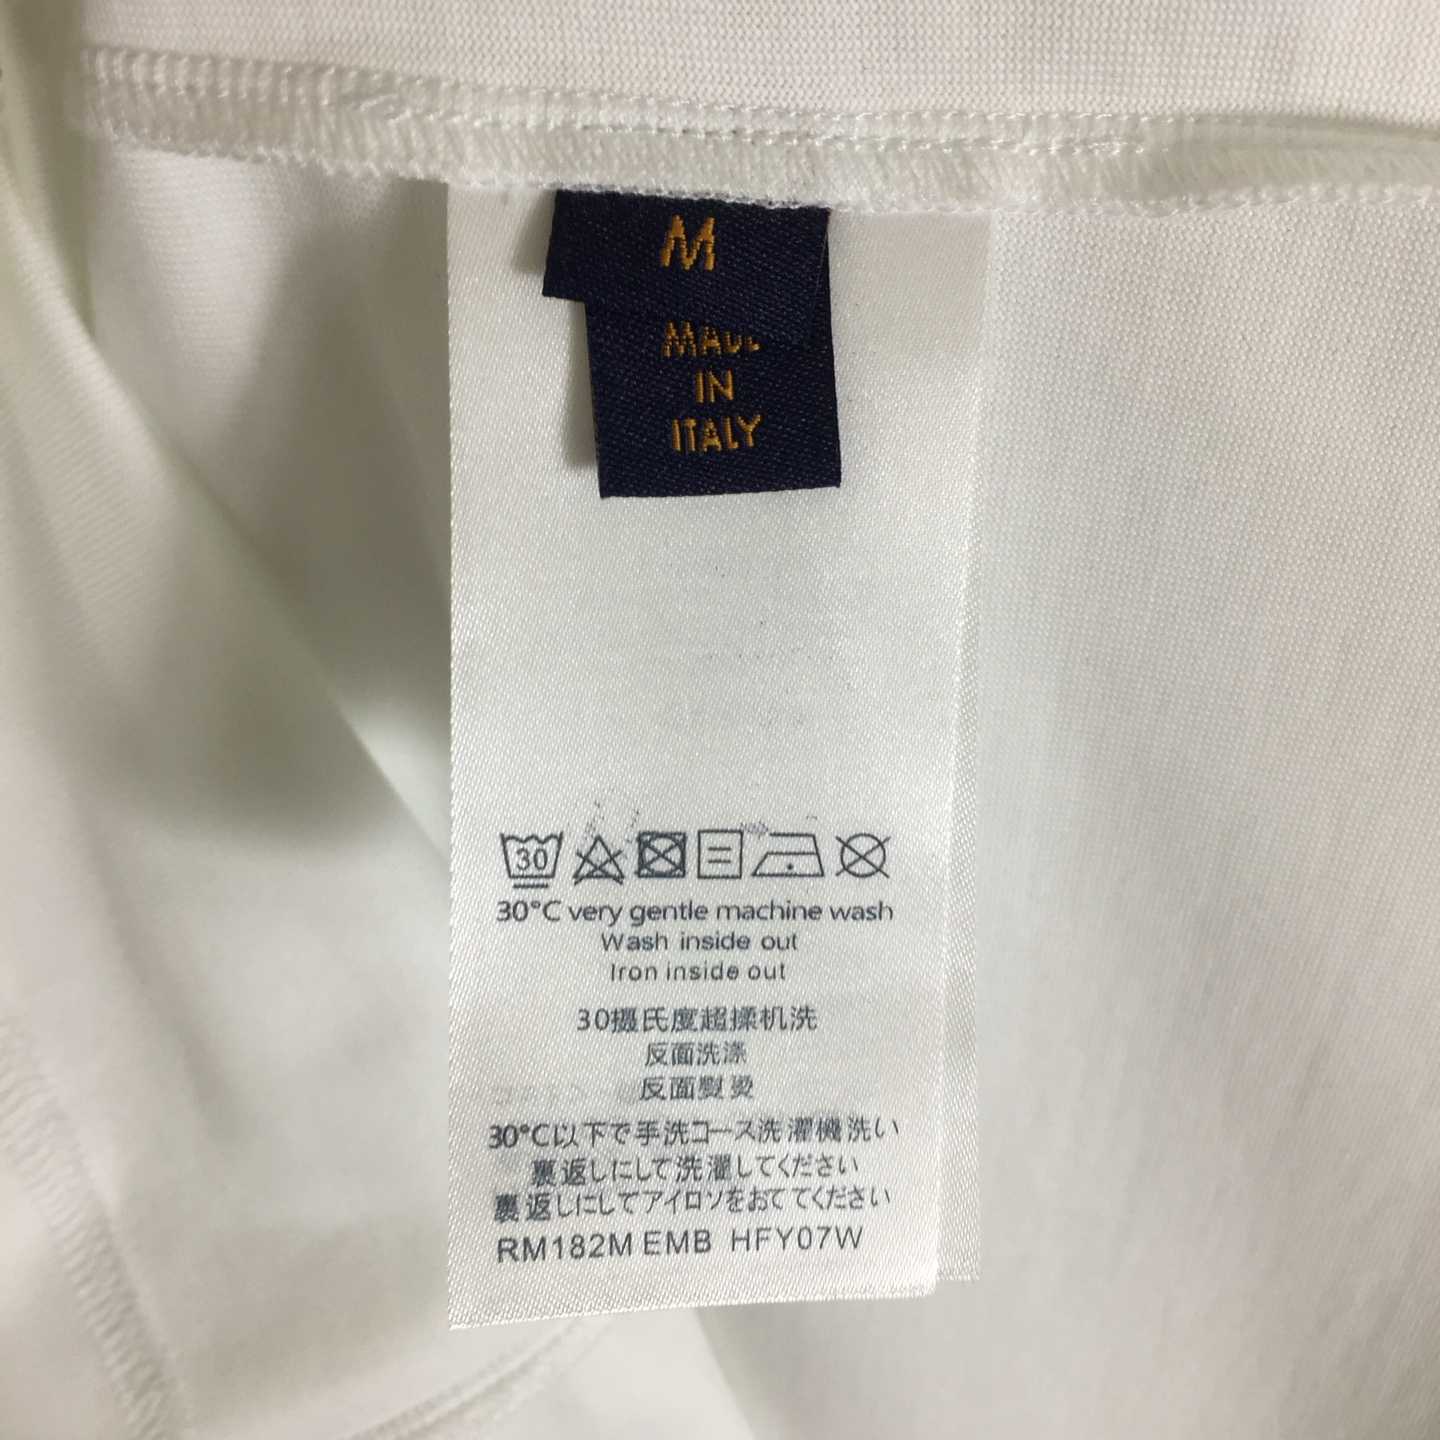 M
MADE
IN
ITALY
30
30°C very gentle machine wash
Wash inside out
Iron inside out
30摄氏度超揉机洗
反面洗涤
反面熨烫
30°C以下で手洗コース洗濯機洗い
裏返しにして洗濯してください
裏返しにしてアイロンをおててください
RM182M EMB HFY07W